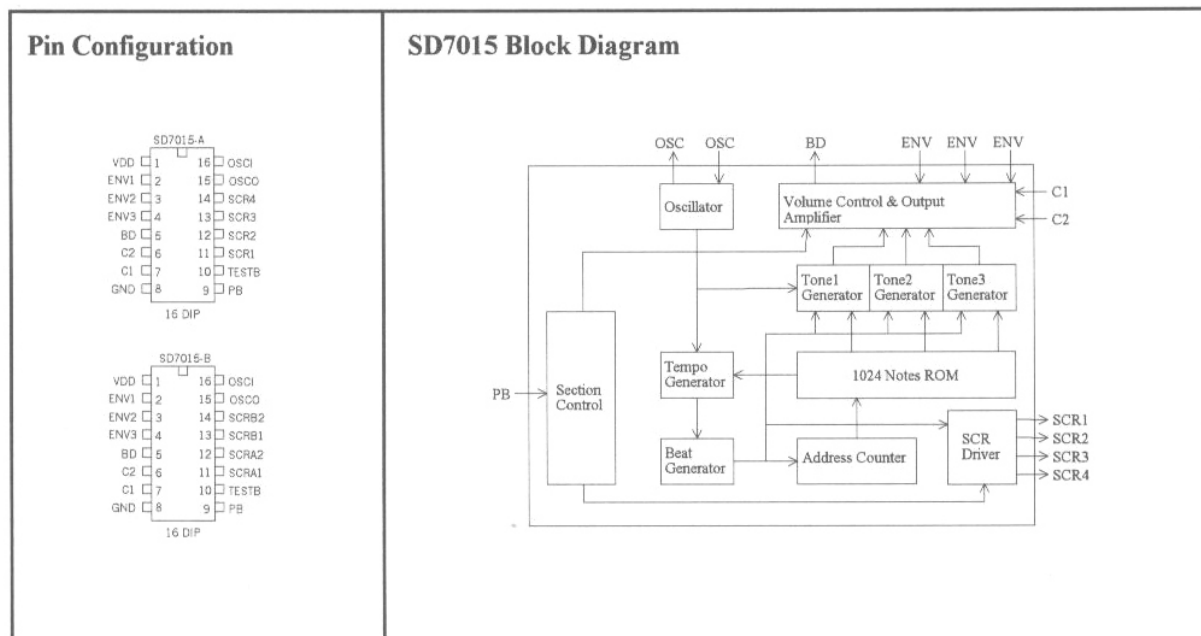 Pin Configuration
SD7015-A
VDD 1 16 OSCI
ENV1 2 15 OSCO
ENV2 3 14 SCR4
ENV3 4 13 SCR3
BD 5 12 SCR2
C2 6 11 SCR1
C1 7 10 TESTB
GND 8 9 PB
16 DIP
SD7015-B
VDD 1 16 OSCI
ENV1 2 15 OSCO
ENV2 3 14 SCRB2
ENV3 4 13 SCRB1
BD 5 12 SCRA2
C2 6 11 SCRA1
C1 7 10 TESTB
GND 8 9 PB
16 DIP
SD7015 Block Diagram
OSC OSC BD ENV ENV ENV
Oscillator
Volume Control & Output
Amplifier
C1
C2
Tone1
Generator
Tone2
Generator
Tone3
Generator
Tempo
Generator
1024 Notes ROM
PB
Section
Control
Beat
Generator
Address Counter
SCR
Driver
SCR1
SCR2
SCR3
SCR4